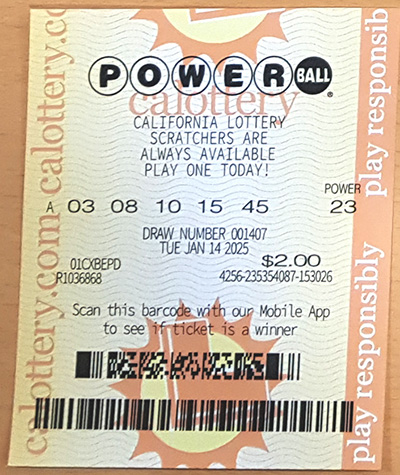 POWERBALL
calottery
CALIFORNIA LOTTERY
SCRATCHERS ARE
ALWAYS AVAILABLE
PLAY ONE TODAY!
POWER
A 03 08 10 15 45 23
DRAW NUMBER 001407
TUE JAN 14 2025
01CXBEPD $2.00
R1036868 4256-235354087-153026
Scan this barcode with our Mobile App
to see if ticket is a winner
calottery.com calottery.c
play responsibly play responsib